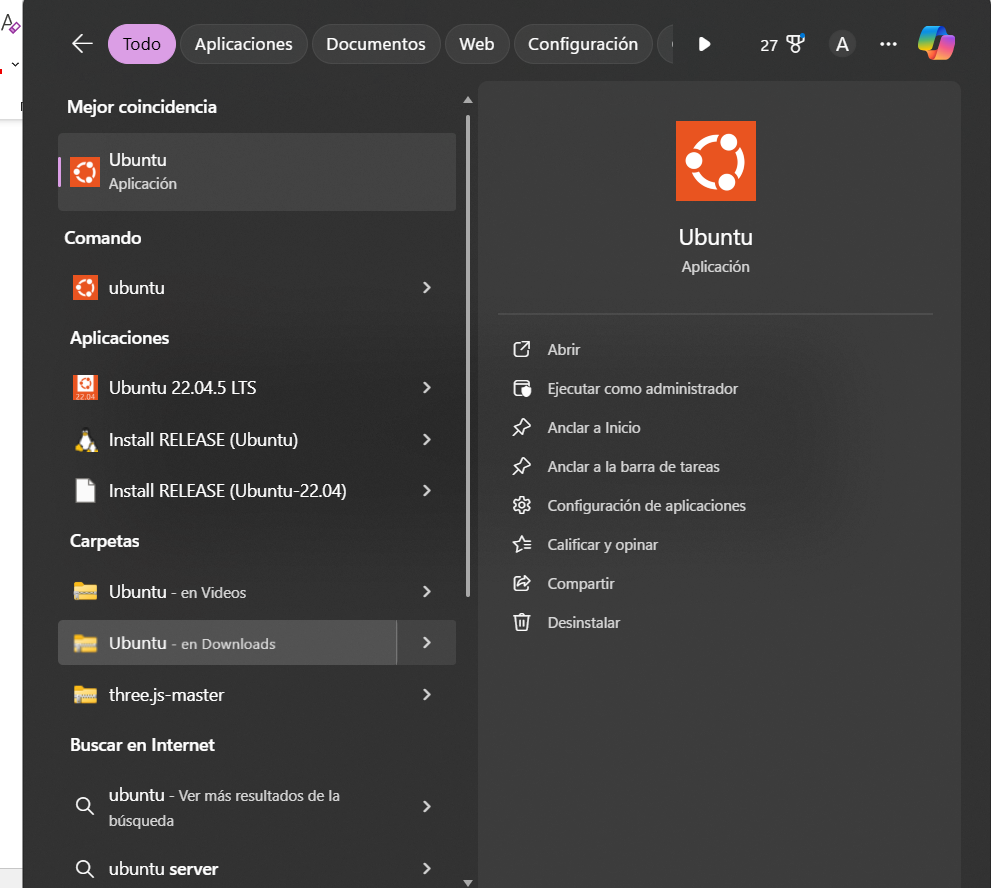 Todo
Aplicaciones
Documentos
Web
Configuración
27
A
Mejor coincidencia
Ubuntu
Aplicación
Comando
ubuntu
Aplicaciones
Ubuntu 22.04.5 LTS
22.04
Install RELEASE (Ubuntu)
Install RELEASE (Ubuntu-22.04)
Carpetas
Ubuntu - en Videos
Ubuntu - en Downloads
three.js-master
Buscar en Internet
ubuntu - Ver más resultados de la
búsqueda
ubuntu server
Ubuntu
Aplicación
Abrir
Ejecutar como administrador
Anclar a Inicio
Anclar a la barra de tareas
Configuración de aplicaciones
Calificar y opinar
Compartir
Desinstalar